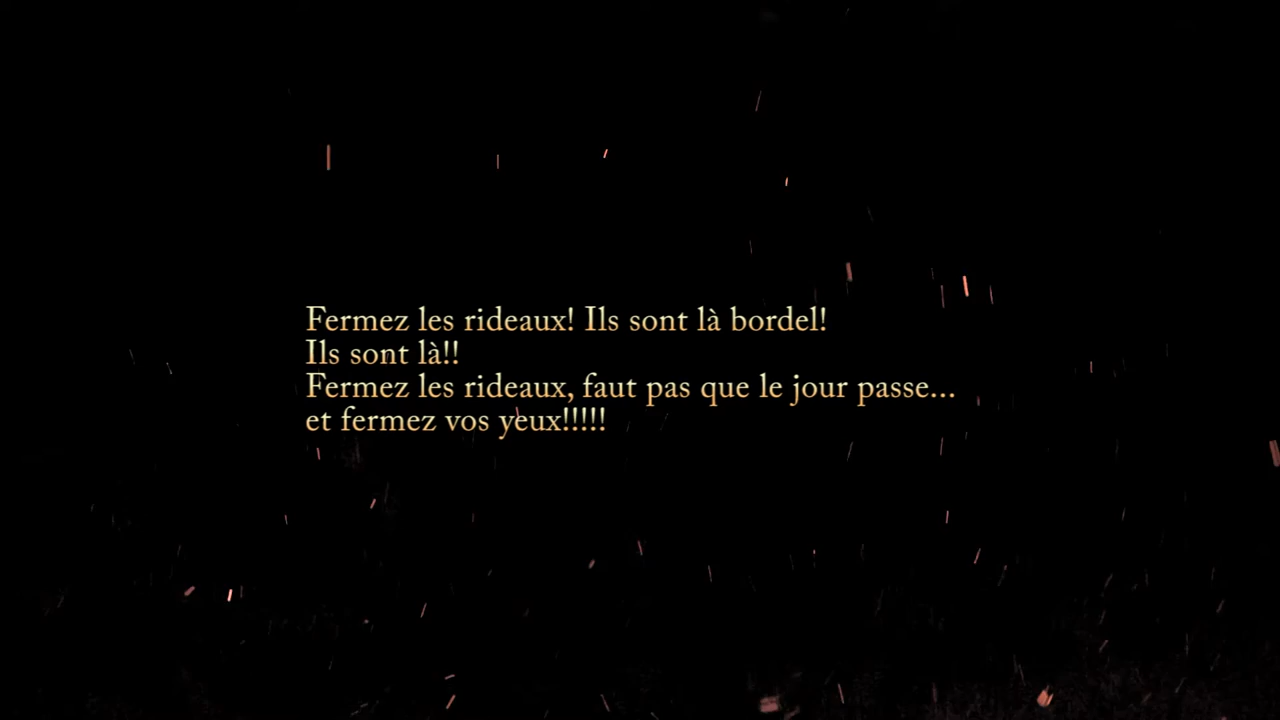 Fermez les rideaux! Ils sont là bordel!
Ils sont là!!
Fermez les rideaux, faut pas que le jour passe...
et fermez vos yeux!!!!!